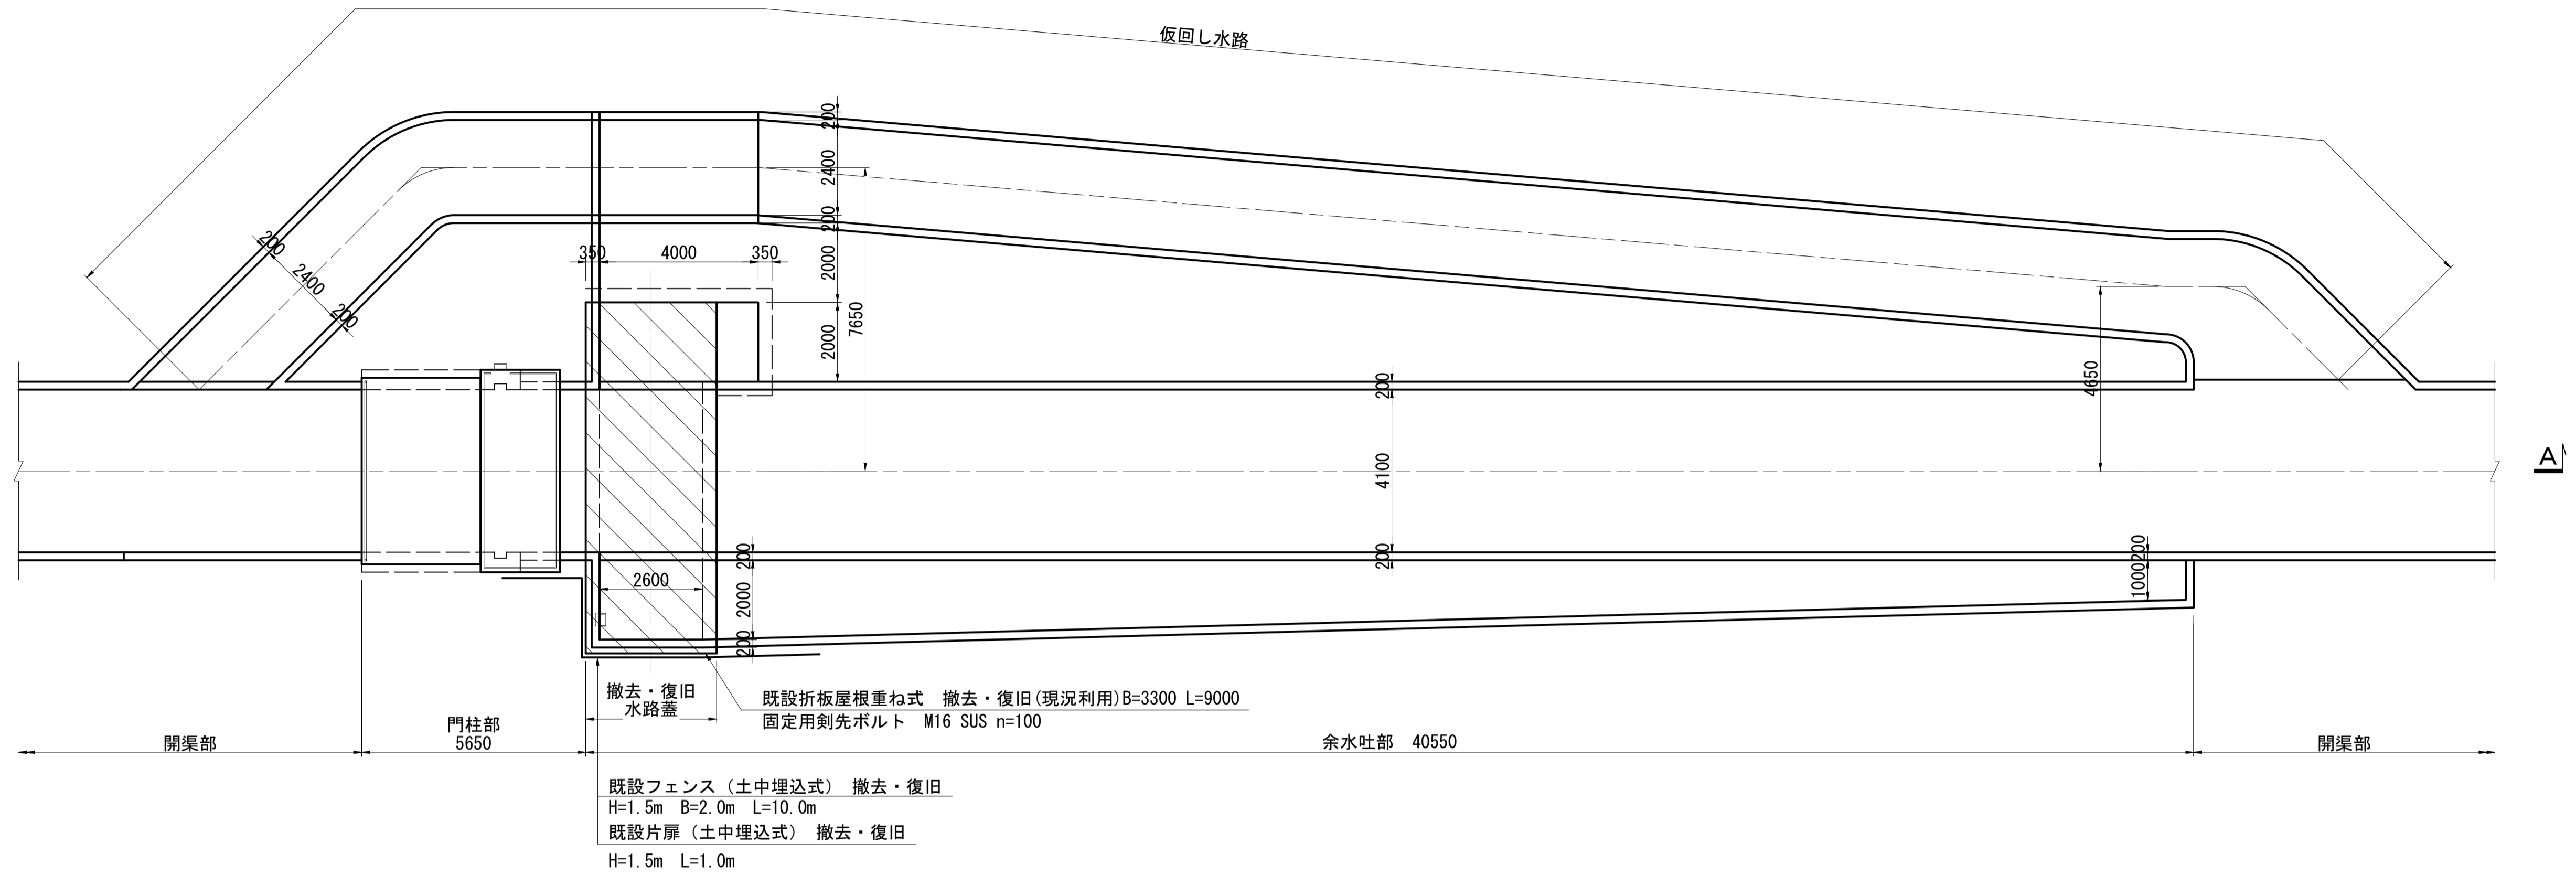 仮回し水路
200
2400
200
2000
2000
7650
200
2400
200
350
4000
350
4650
200
4100
200
A
200
2000
200
2600
200
1000
撤去・復旧
水路蓋
既設折板屋根重ね式　撤去・復旧(現況利用)B=3300 L=9000
固定用剣先ボルト　M16 SUS n=100
開渠部
門柱部
5650
余水吐部　40550
開渠部
既設フェンス（土中埋込式）　撤去・復旧
H=1.5m　B=2.0m　L=10.0m
既設片扉（土中埋込式）　撤去・復旧
H=1.5m　L=1.0m